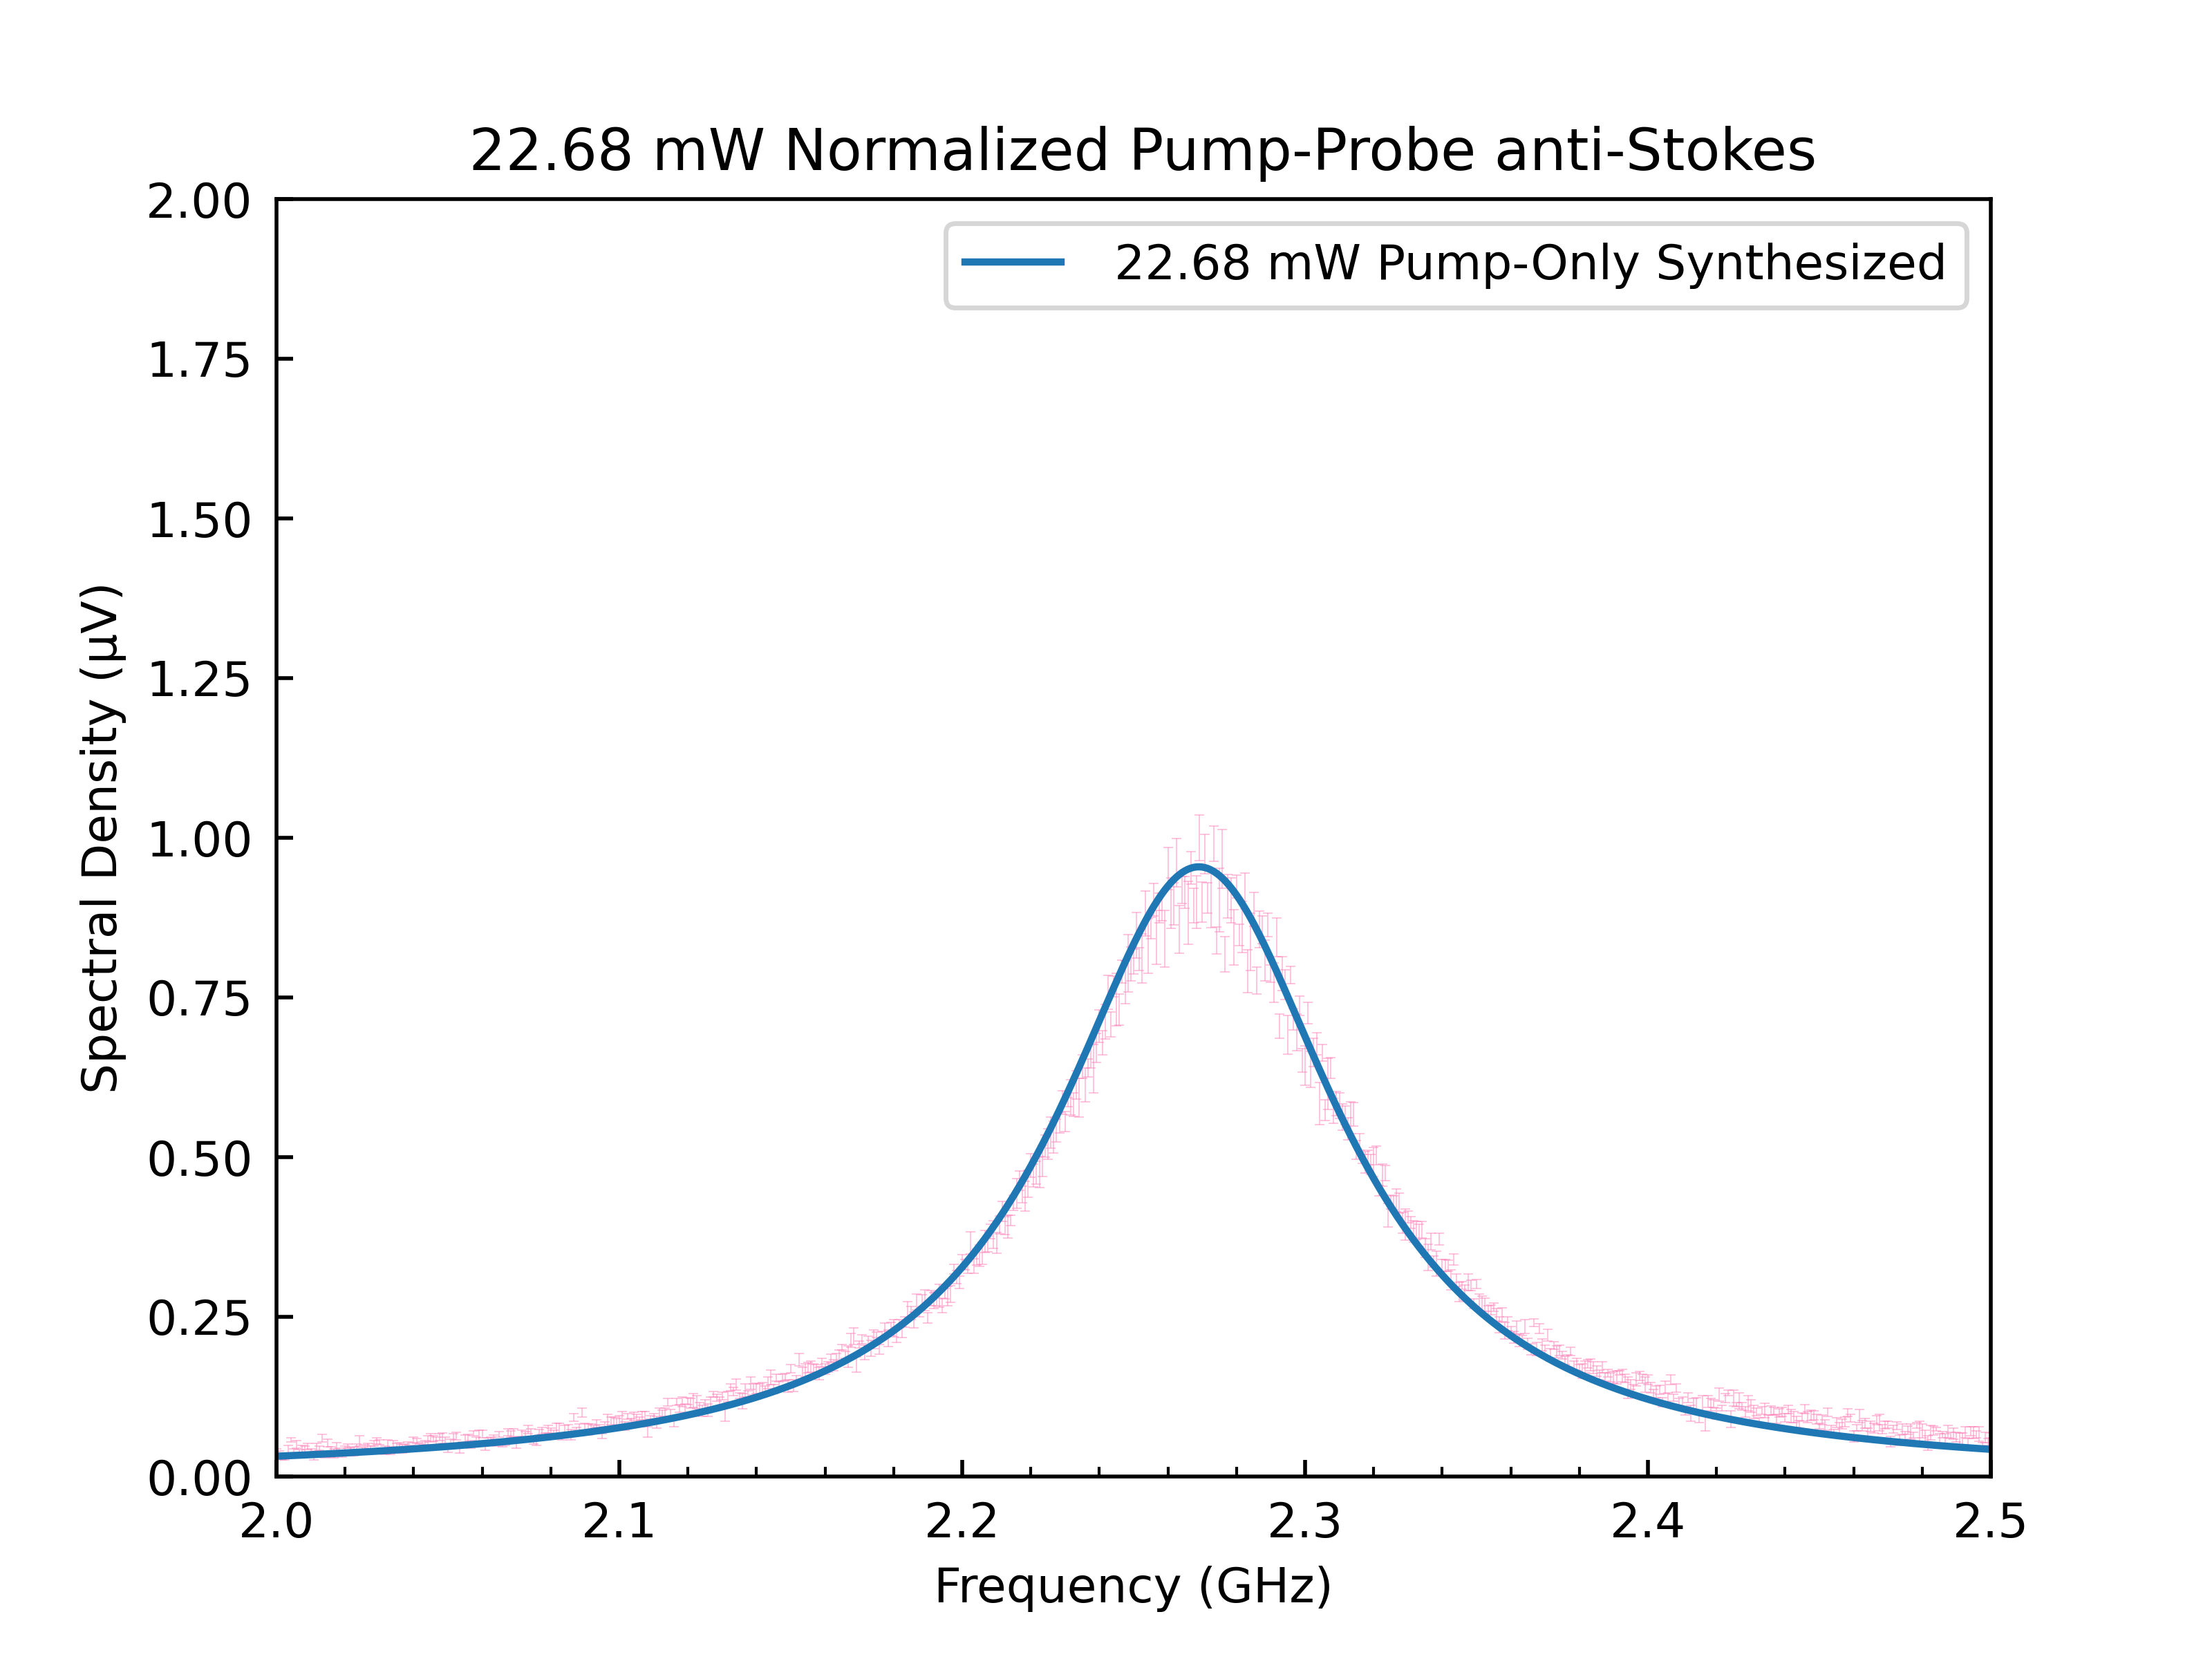 22.68 mW Normalized Pump-Probe anti-Stokes
22.68 mW Pump-Only Synthesized
2.00
1.75
1.50
1.25
1.00
0.75
0.50
0.25
0.00
Spectral Density (µV)
2.0 2.1 2.2 2.3 2.4 2.5
Frequency (GHz)